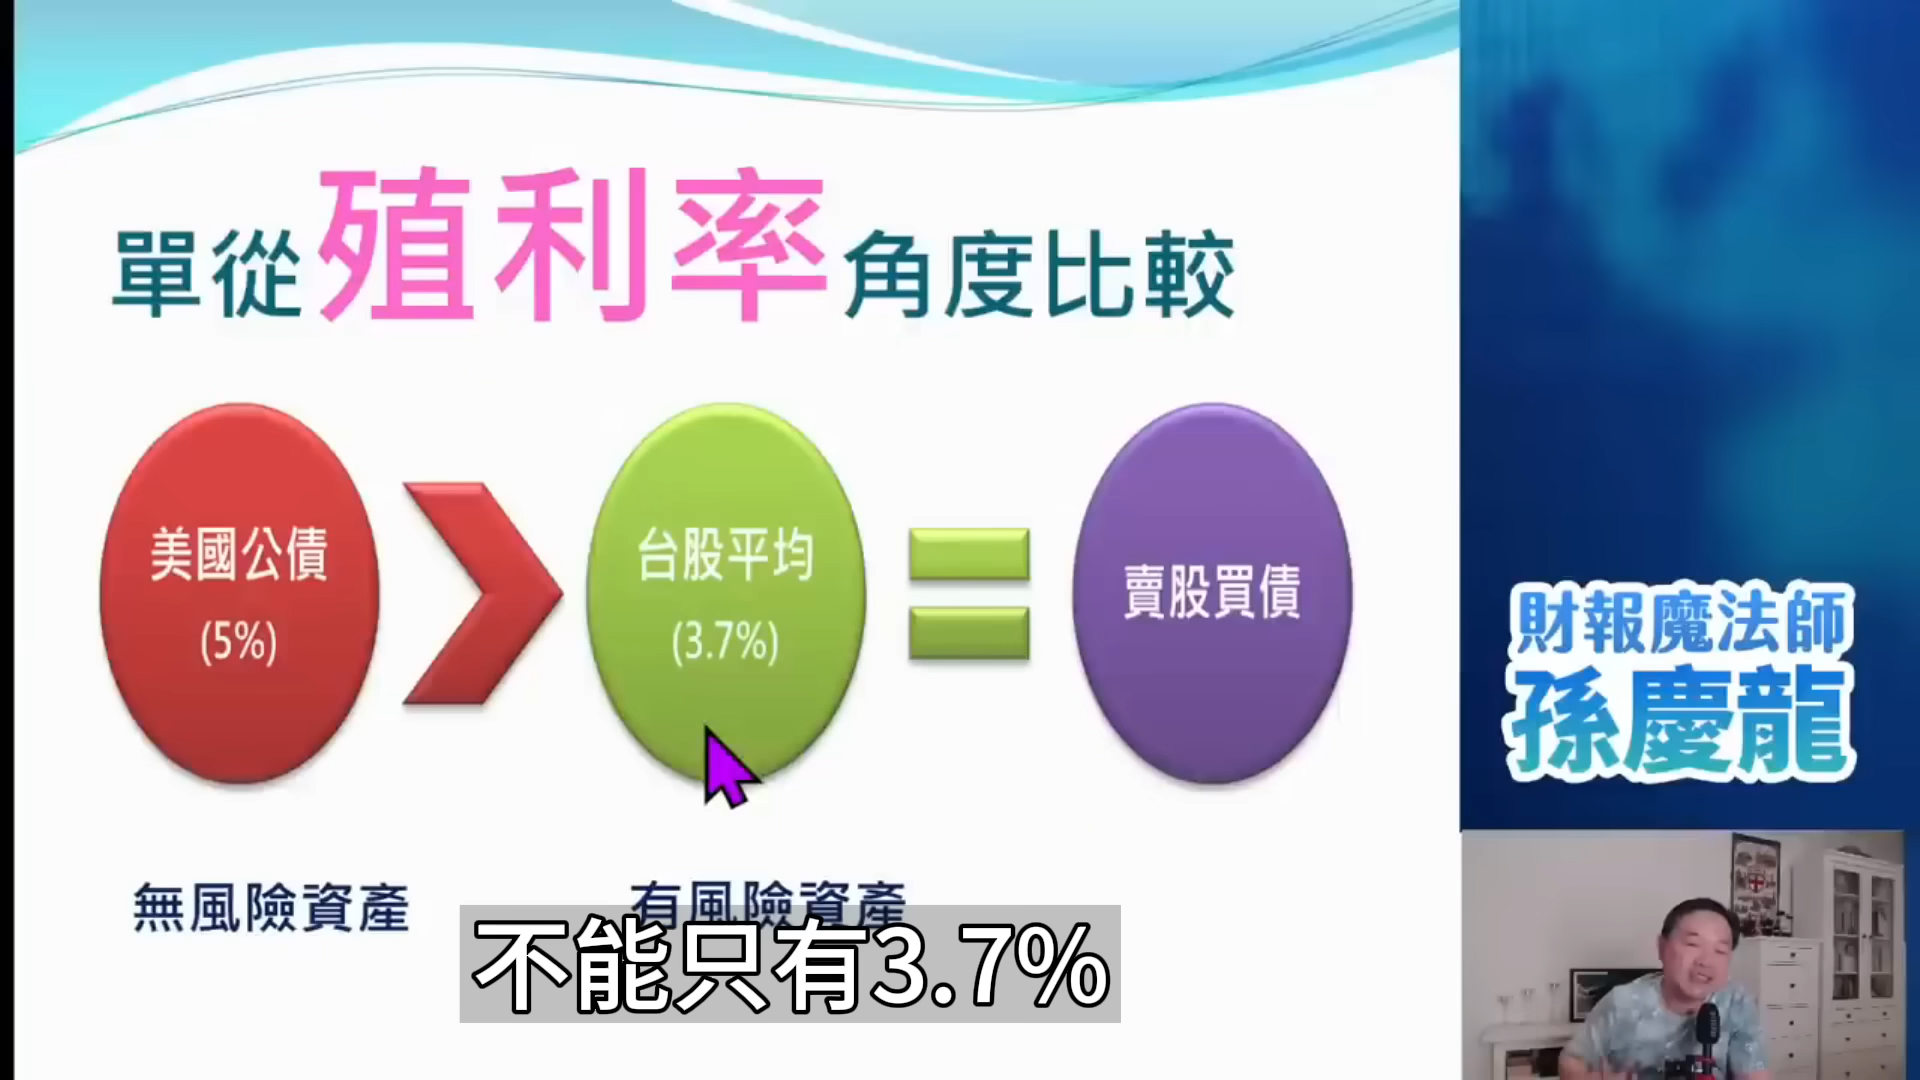 單從殖利率角度比較
美國公債
(5%)
台股平均
(3.7%)
賣股買債
無風險資產
有風險資產
不能只有3.7%
財報魔法師
孫慶龍